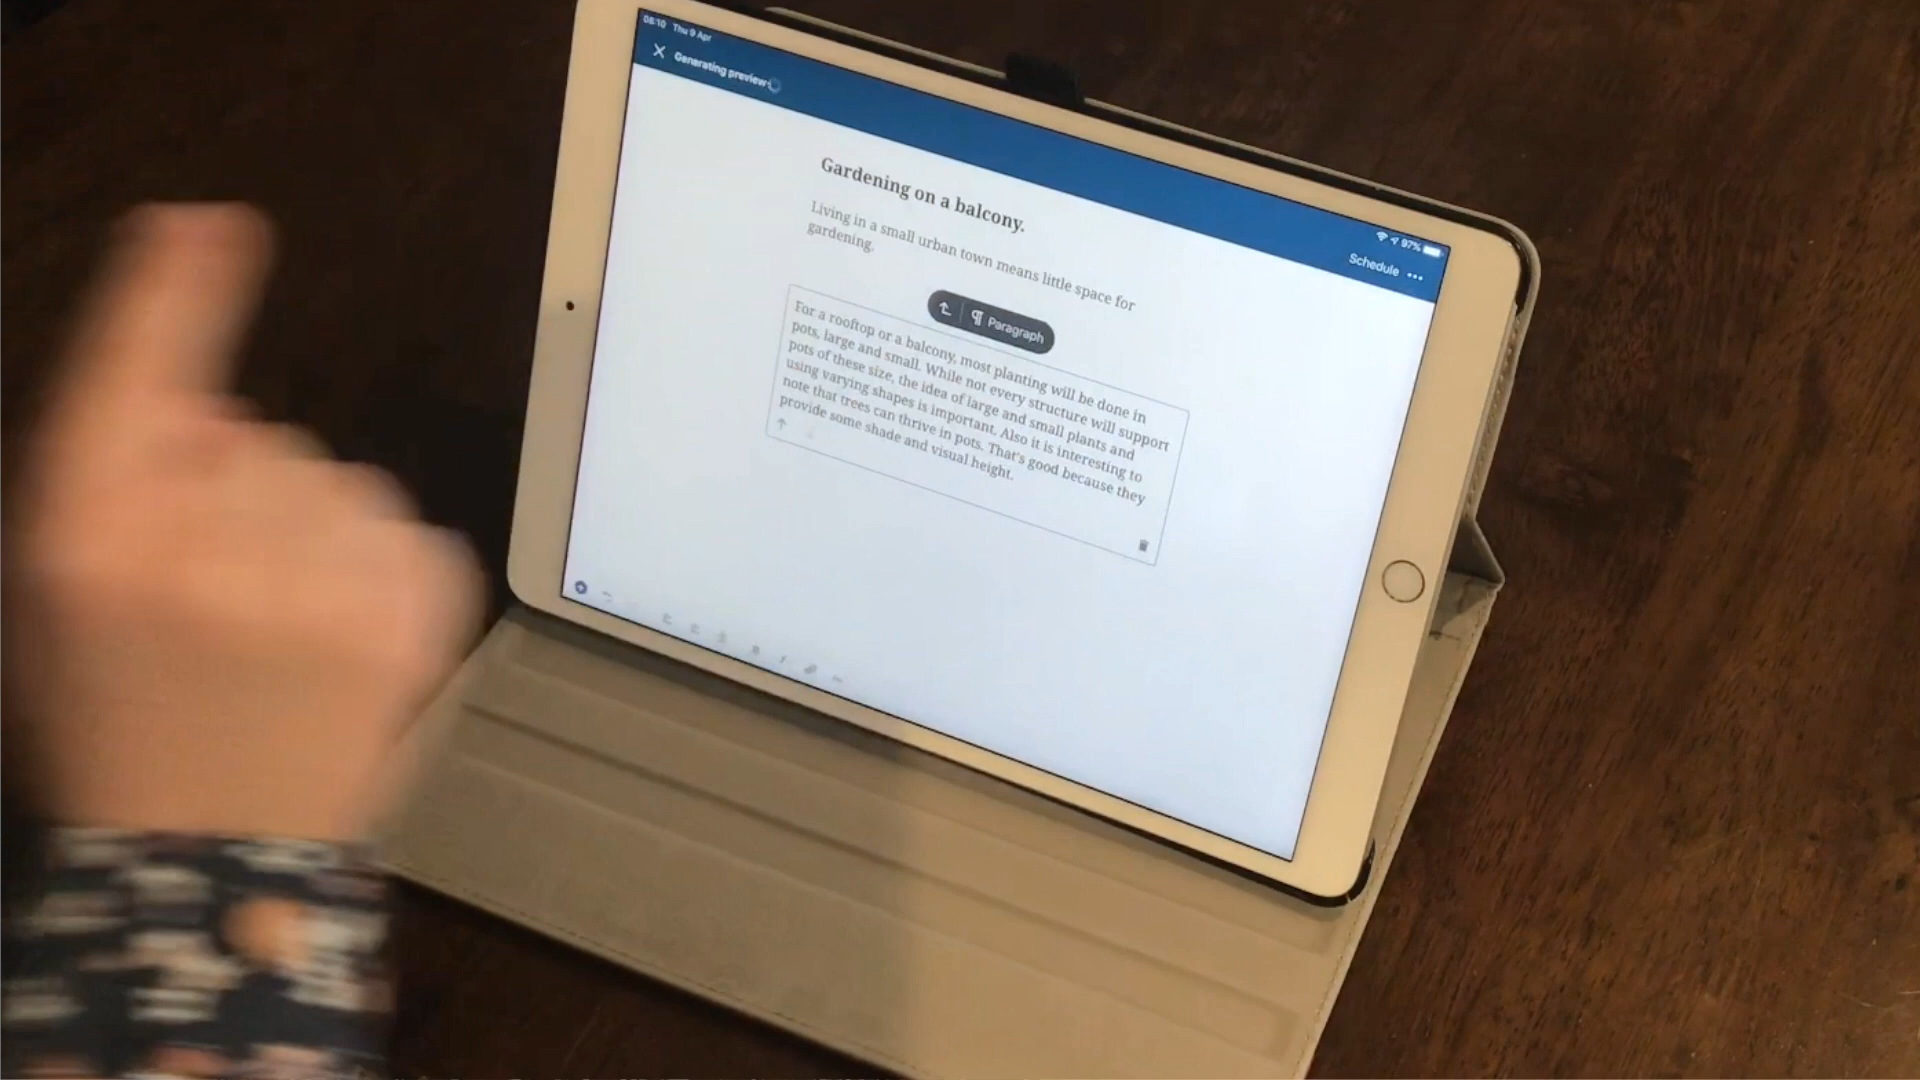 08:10 Thu 9 Apr
97%
Generating preview
Schedule
Gardening on a balcony.
Living in a small urban town means little space for
gardening.
Paragraph
For a rooftop or a balcony, most planting will be done in
pots, large and small. While not every structure will support
pots of these size, the idea of large and small plants and
using varying shapes is important. Also it is interesting to
note that trees can thrive in pots. That's good because they
provide some shade and visual height.